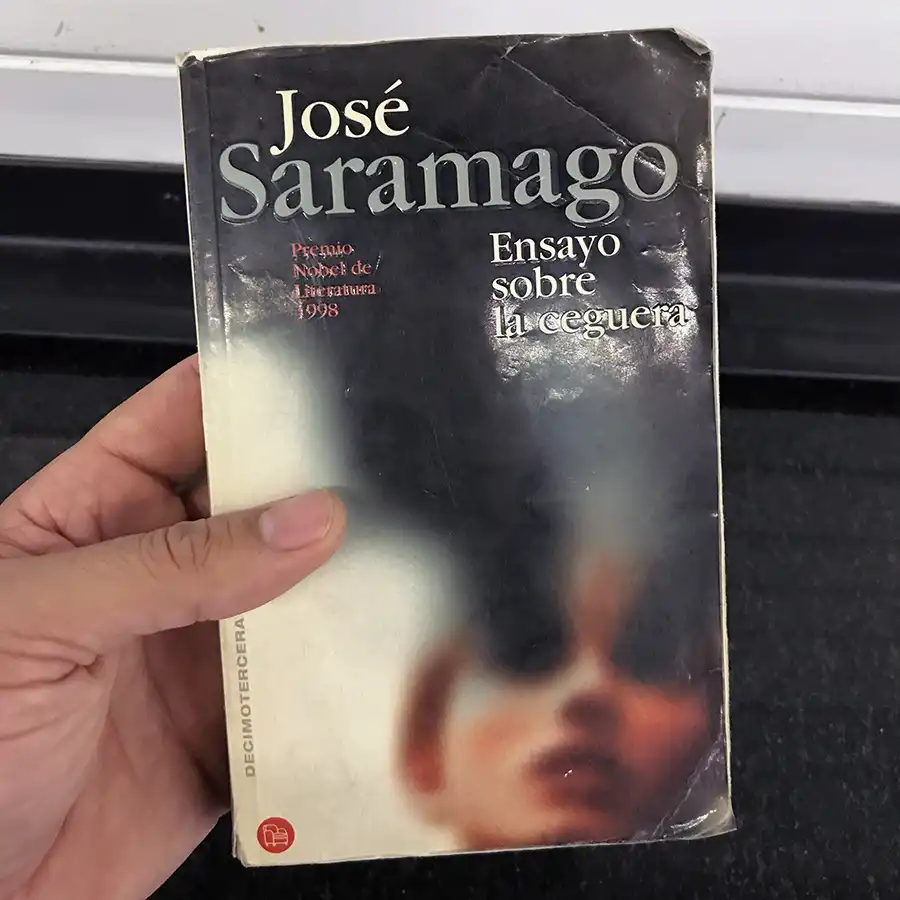 José
Saramago
Premio
Nobel de
Literatura
1998
Ensayo
sobre
la ceguera
DECIMOTERCERA